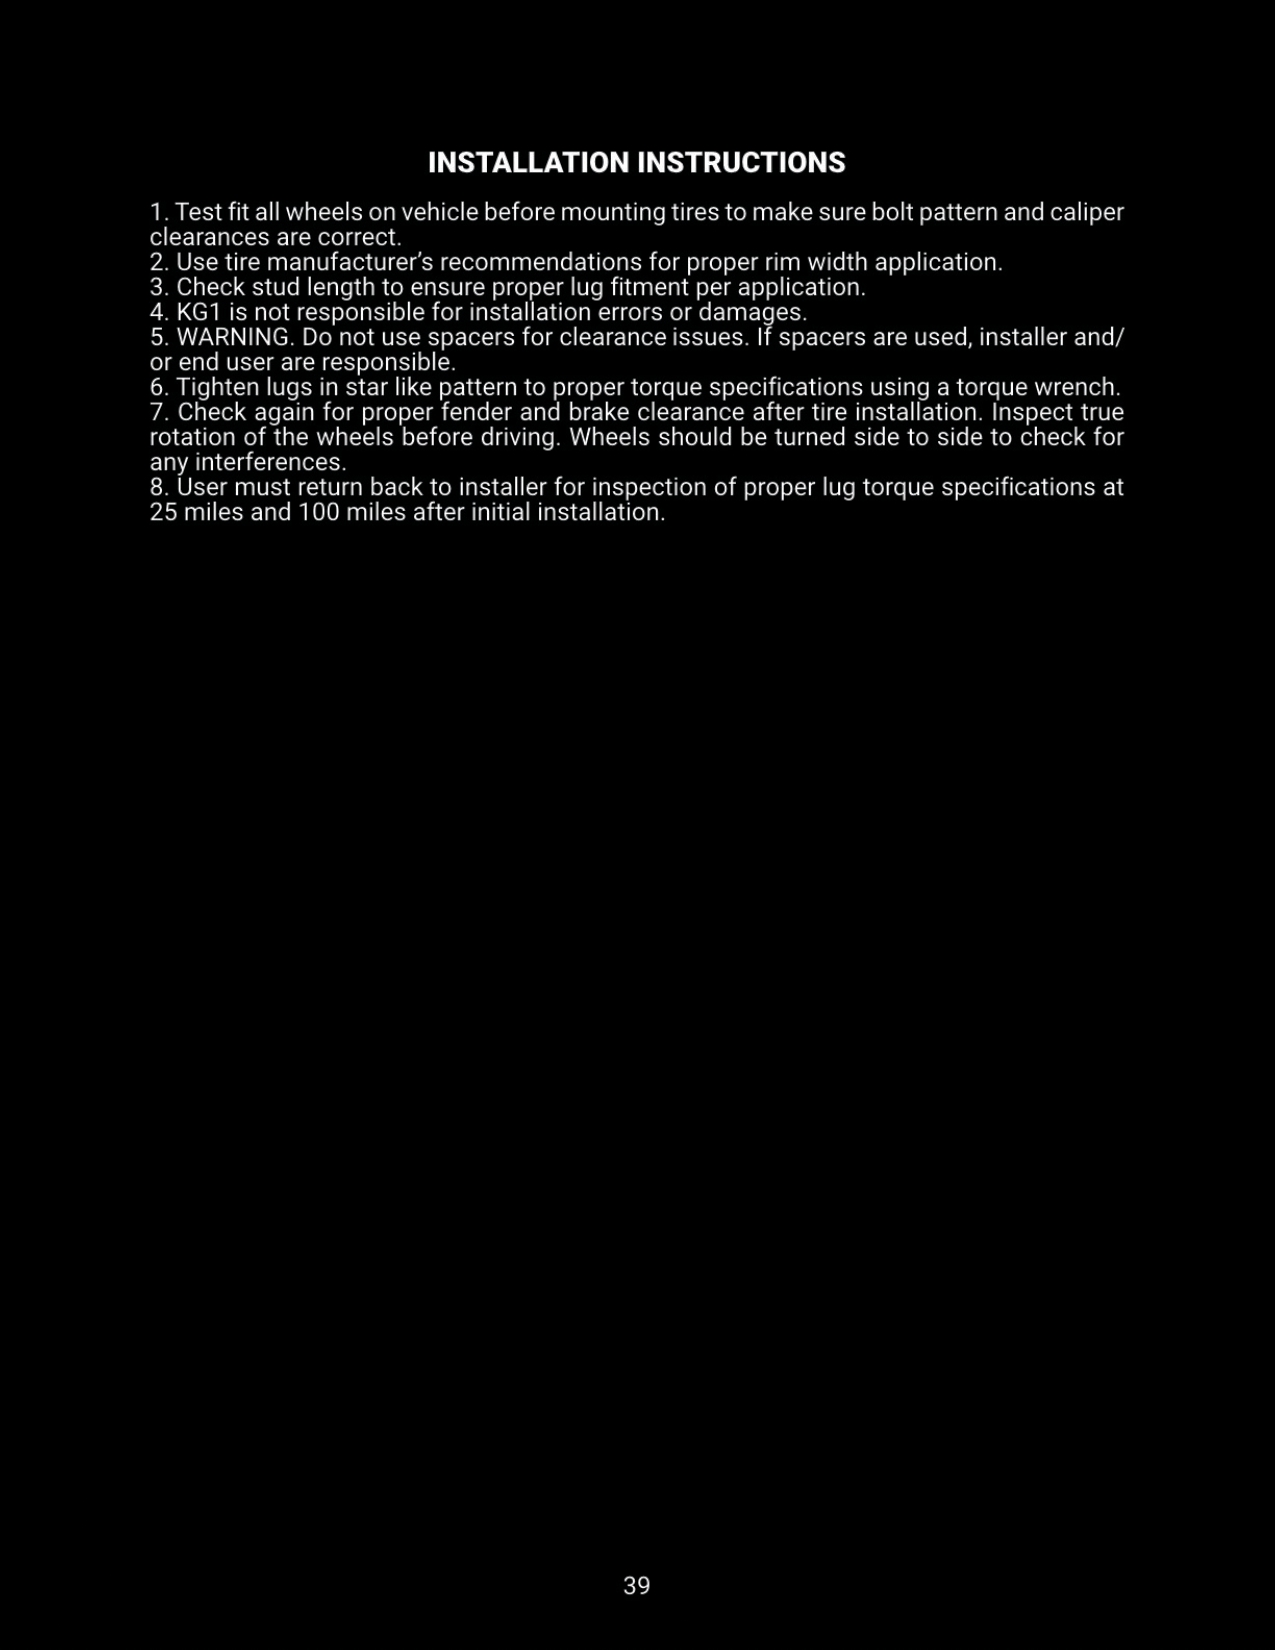 INSTALLATION INSTRUCTIONS
1. Test fit all wheels on vehicle before mounting tires to make sure bolt pattern and caliper
clearances are correct.
2. Use tire manufacturer’s recommendations for proper rim width application.
3. Check stud length to ensure proper lug fitment per application.
4. KG1 is not responsible for installation errors or damages.
5. WARNING. Do not use spacers for clearance issues. If spacers are used, installer and/
or end user are responsible.
6. Tighten lugs in star like pattern to proper torque specifications using a torque wrench.
7. Check again for proper fender and brake clearance after tire installation. Inspect true
rotation of the wheels before driving. Wheels should be turned side to side to check for
any interferences.
8. User must return back to installer for inspection of proper lug torque specifications at
25 miles and 100 miles after initial installation.
39